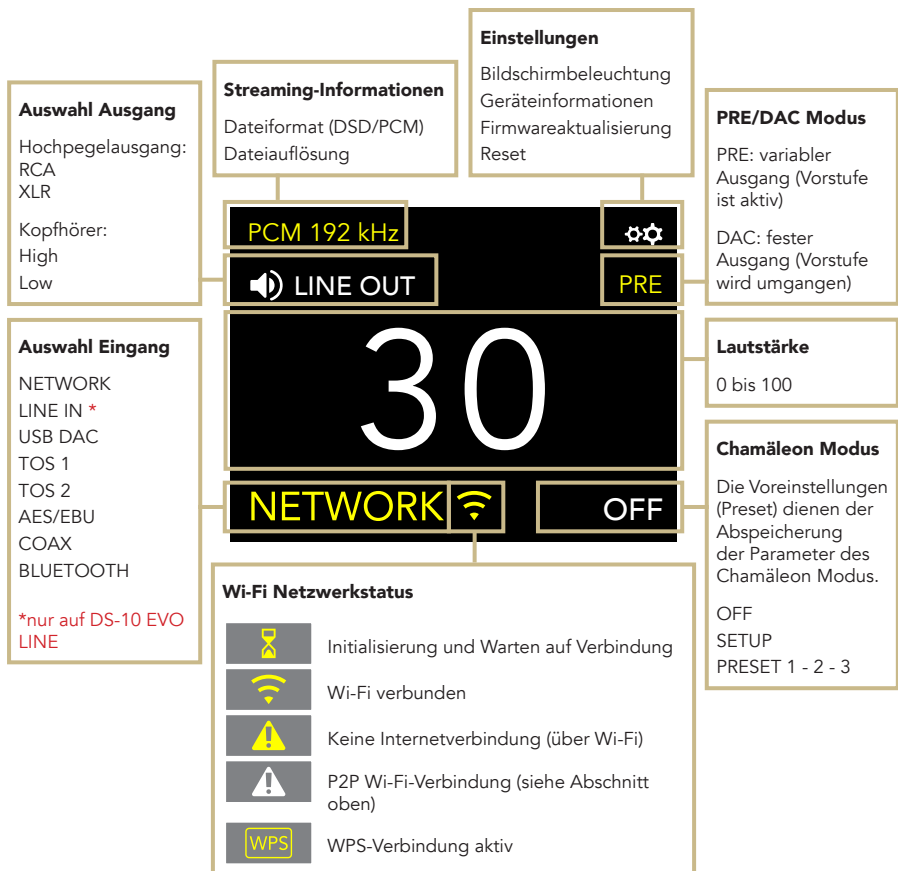 Einstellungen
Bildschirmbeleuchtung
Geräteinformationen
Firmwareaktualisierung
Reset
Streaming-Informationen
Dateiformat (DSD/PCM)
Dateiauflösung
Auswahl Ausgang
Hochpegelausgang:
RCA
XLR
Kopfhörer:
High
Low
PRE/DAC Modus
PRE: variabler
Ausgang (Vorstufe
ist aktiv)
DAC: fester
Ausgang (Vorstufe
wird umgangen)
PCM 192 kHz
LINE OUT
PRE
30
NETWORK
OFF
Auswahl Eingang
NETWORK
LINE IN *
USB DAC
TOS 1
TOS 2
AES/EBU
COAX
BLUETOOTH
*nur auf DS-10 EVO
LINE
Lautstärke
0 bis 100
Chamäleon Modus
Die Voreinstellungen
(Preset) dienen der
Abspeicherung
der Parameter des
Chamäleon Modus.
OFF
SETUP
PRESET 1 - 2 - 3
Wi-Fi Netzwerkstatus
Initialisierung und Warten auf Verbindung
Wi-Fi verbunden
Keine Internetverbindung (über Wi-Fi)
P2P Wi-Fi-Verbindung (siehe Abschnitt
oben)
WPS WPS-Verbindung aktiv